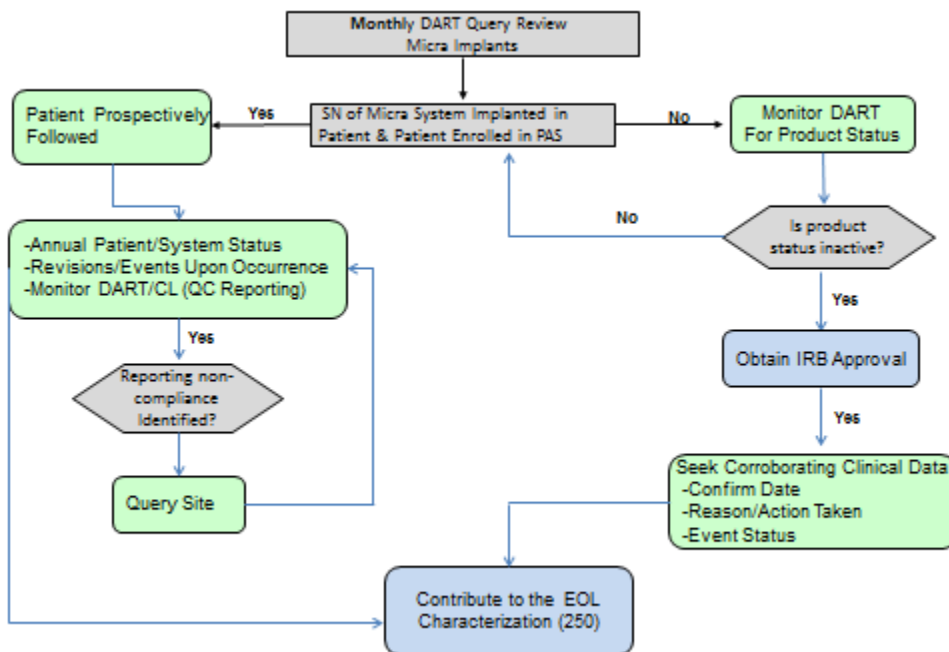 Monthly DART Query Review
Micra Implants
Patient Prospectively
Followed
Yes
SN of Micra System Implanted in
Patient & Patient Enrolled in PAS
No
Monitor DART
For Product Status
No
Is product
status inactive?
-Annual Patient/System Status
-Revisions/Events Upon Occurrence
-Monitor DART/CL (QC Reporting)
Yes
Yes
Obtain IRB Approval
Reporting non-
compliance
Identified?
Yes
Query Site
Seek Corroborating Clinical Data
-Confirm Date
-Reason/Action Taken
-Event Status
Contribute to the EOL
Characterization (250)